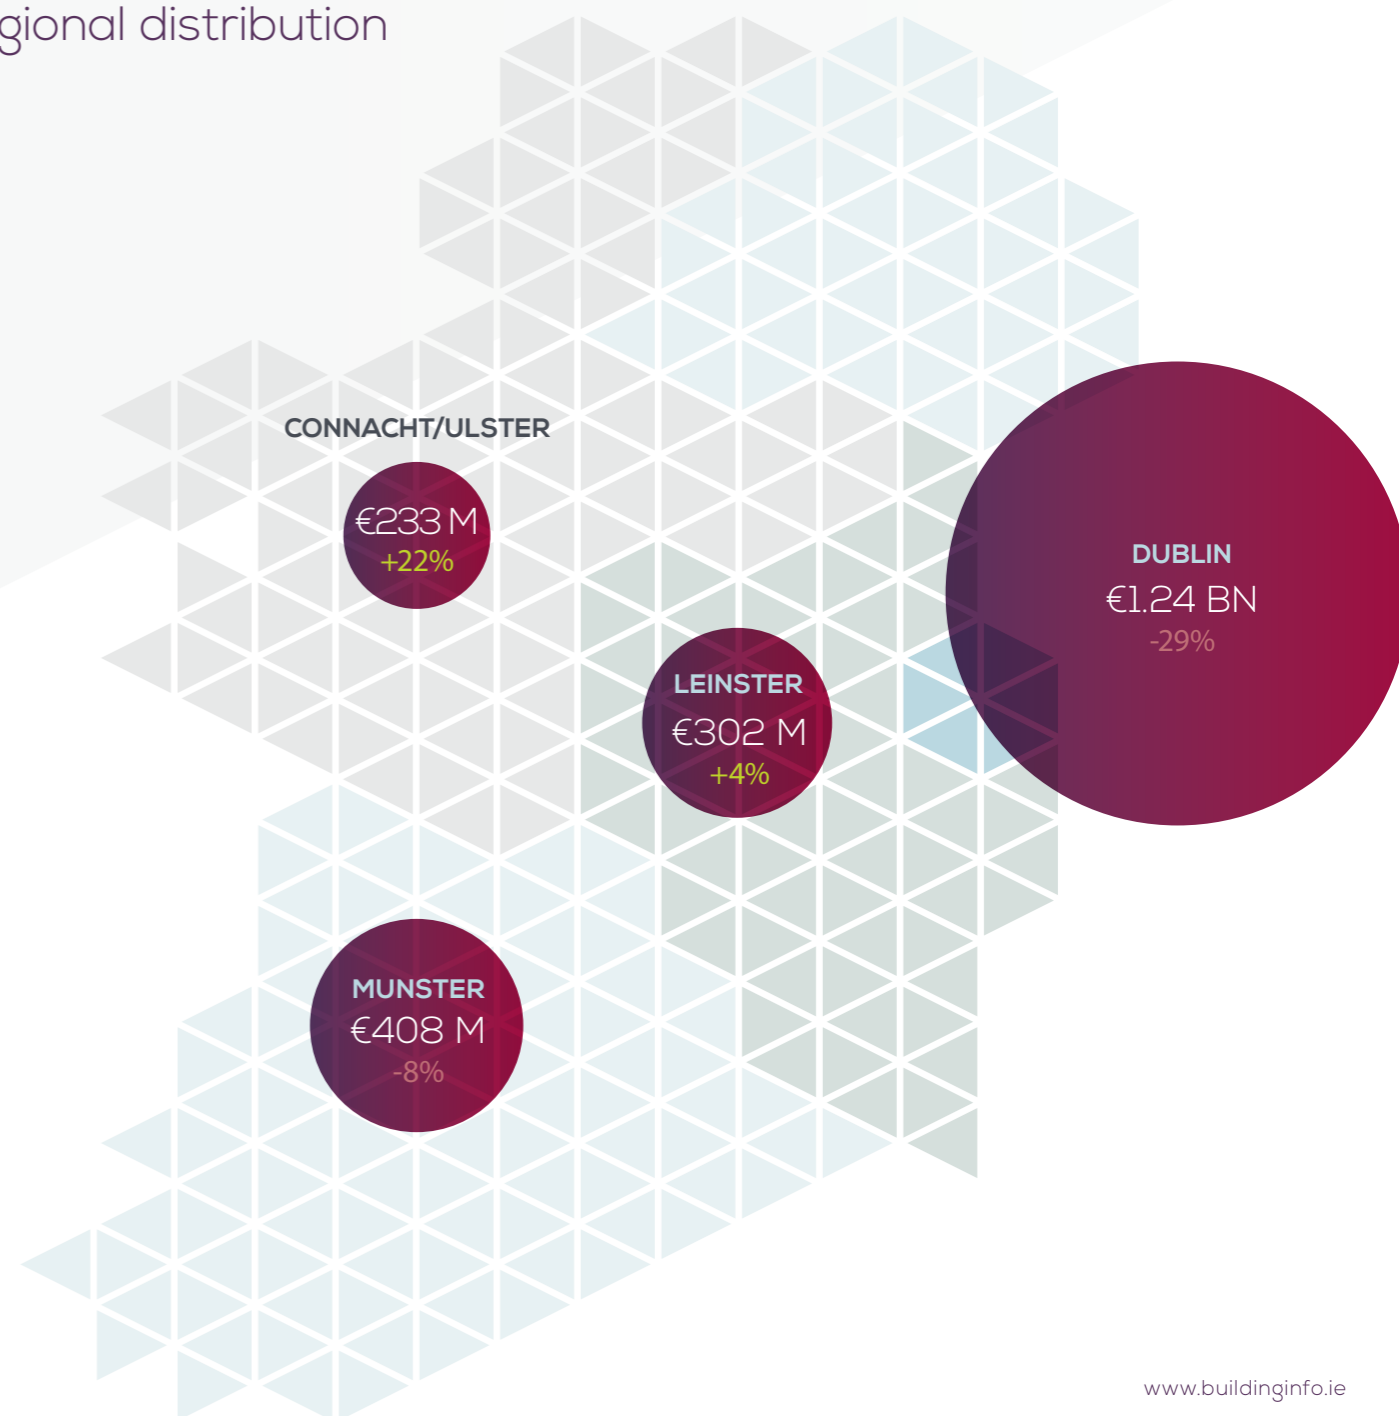 gional distribution
CONNACHT/ULSTER
€233 M
+22%
DUBLIN
€1.24 BN
-29%
LEINSTER
€302 M
+4%
MUNSTER
€408 M
-8%
www.buildinginfo.ie